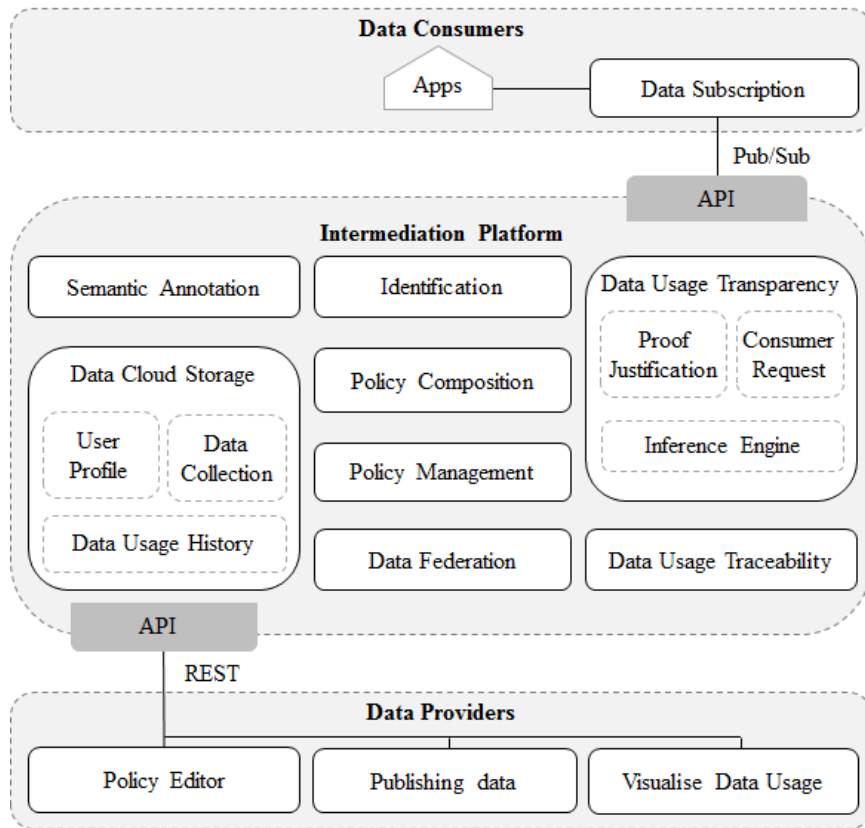 Data Consumers
Apps
Data Subscription
Pub/Sub
API
Intermediation Platform
Semantic Annotation
Identification
Data Usage Transparency
Proof
Justification
Consumer
Request
Inference Engine
Data Cloud Storage
User
Profile
Data
Collection
Data Usage History
Policy Composition
Policy Management
Data Federation
Data Usage Traceability
API
REST
Data Providers
Policy Editor
Publishing data
Visualise Data Usage